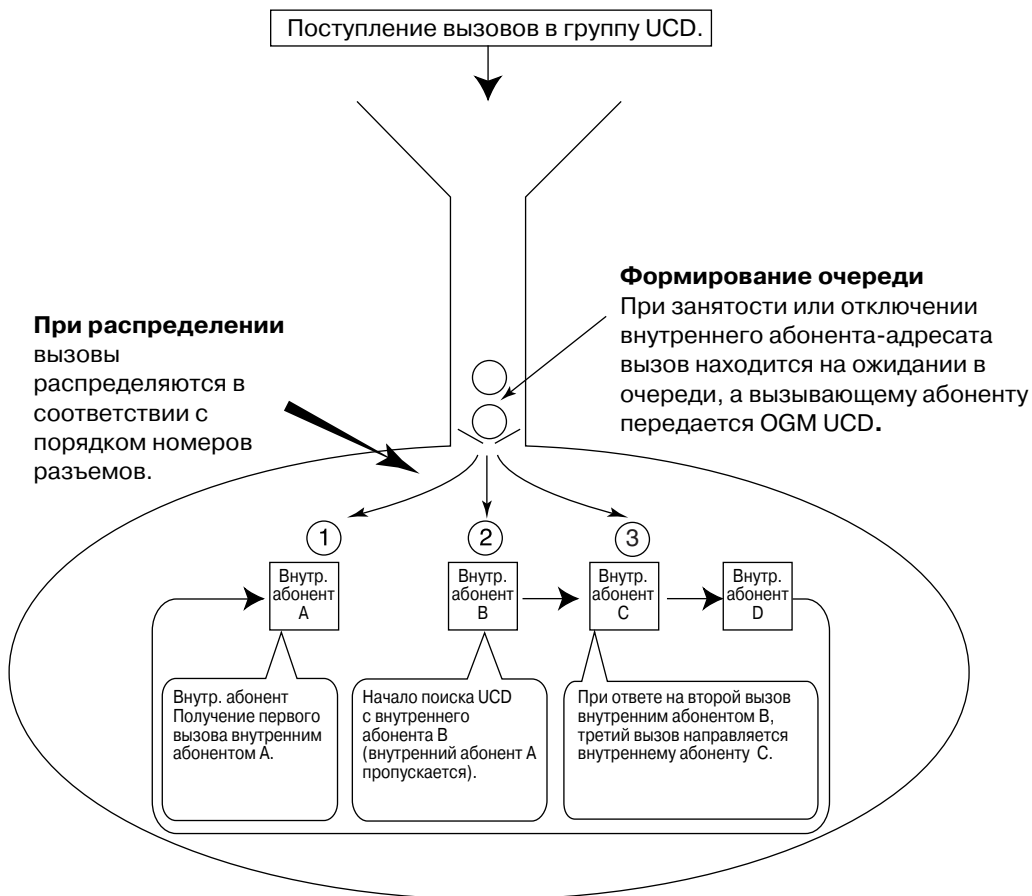 Поступление вызовов в группу UCD.
Формирование очереди
При занятости или отключении
внутреннего абонента-адресата
вызов находится на ожидании в
очереди, а вызывающему абоненту
передается OGM UCD.
При распределении
вызовы
распределяются в
соответствии с
порядком номеров
разъемов.
1
2
3
Внутр.
абонент
A
Внутр.
абонент
B
Внутр.
абонент
C
Внутр.
абонент
D
Внутр. абонент
Получение первого
вызова внутренним
абонентом A.
Начало поиска UCD
с внутреннего
абонента B
(внутренний абонент A
пропускается).
При ответе на второй вызов
внутренним абонентом B,
третий вызов направляется
внутреннему абоненту C.